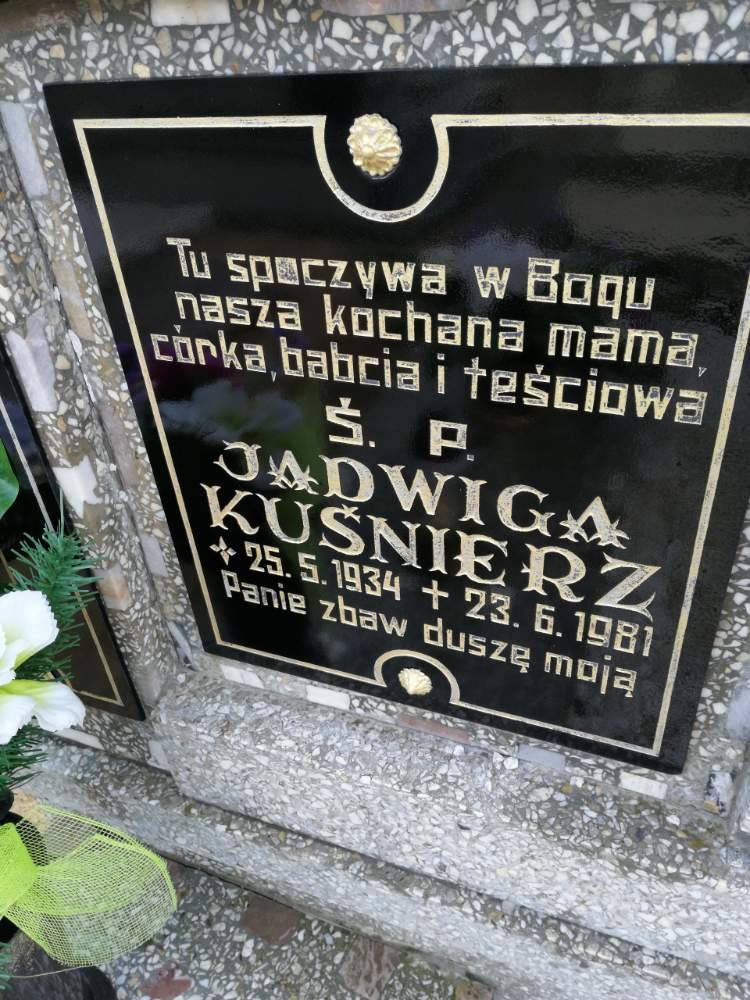 Tu spoczywa w Bogu
nasza kochana mama,
córka, babcia i teściowa
Ś. P.
JADWIGA
KUŚNIERZ
* 25. 5. 1934 + 23. 6. 1981
Panie zbaw duszę moją